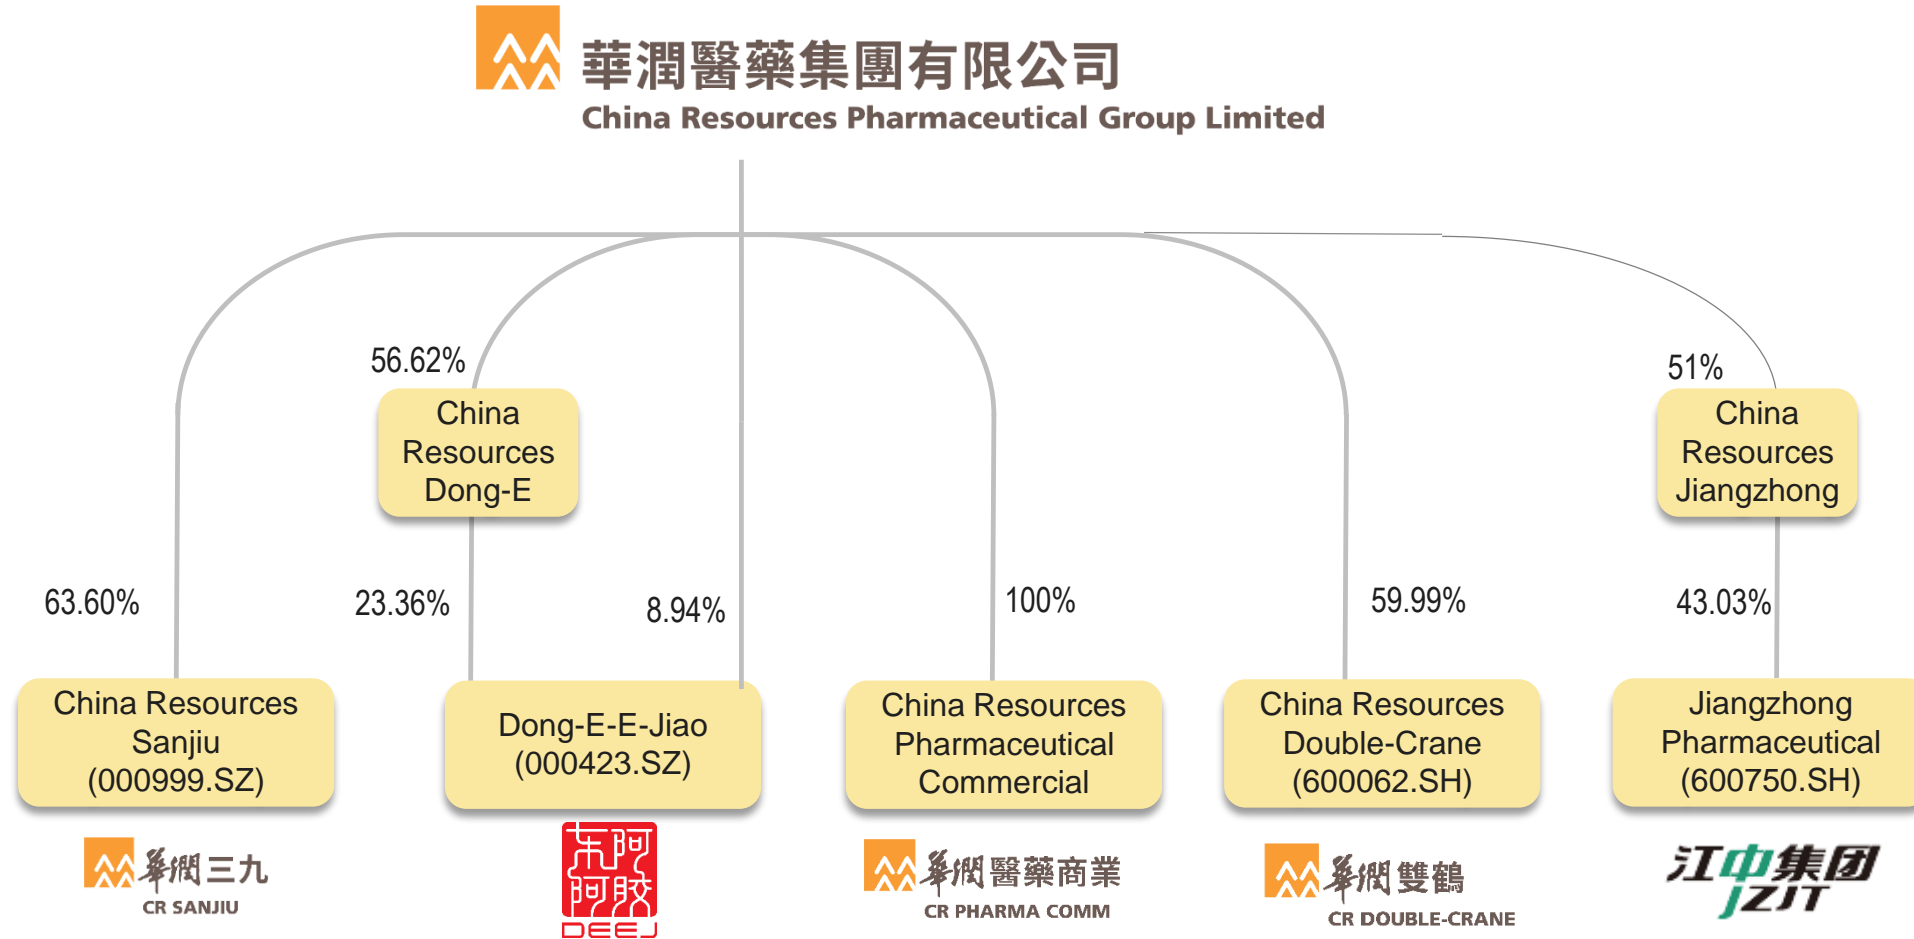 華潤醫藥集團有限公司
China Resources Pharmaceutical Group Limited
56.62%
51%
China
Resources
Dong-E
China
Resources
Jiangzhong
63.60%
23.36%
8.94%
100%
59.99%
43.03%
China Resources
Sanjiu
(000999.SZ)
Dong-E-E-Jiao
(000423.SZ)
China Resources
Pharmaceutical
Commercial
China Resources
Double-Crane
(600062.SH)
Jiangzhong
Pharmaceutical
(600750.SH)
華潤三九
CR SANJIU
东阿
阿胶
DEEJ
華潤醫藥商業
CR PHARMA COMM
華潤雙鶴
CR DOUBLE-CRANE
江中集团
JZJT